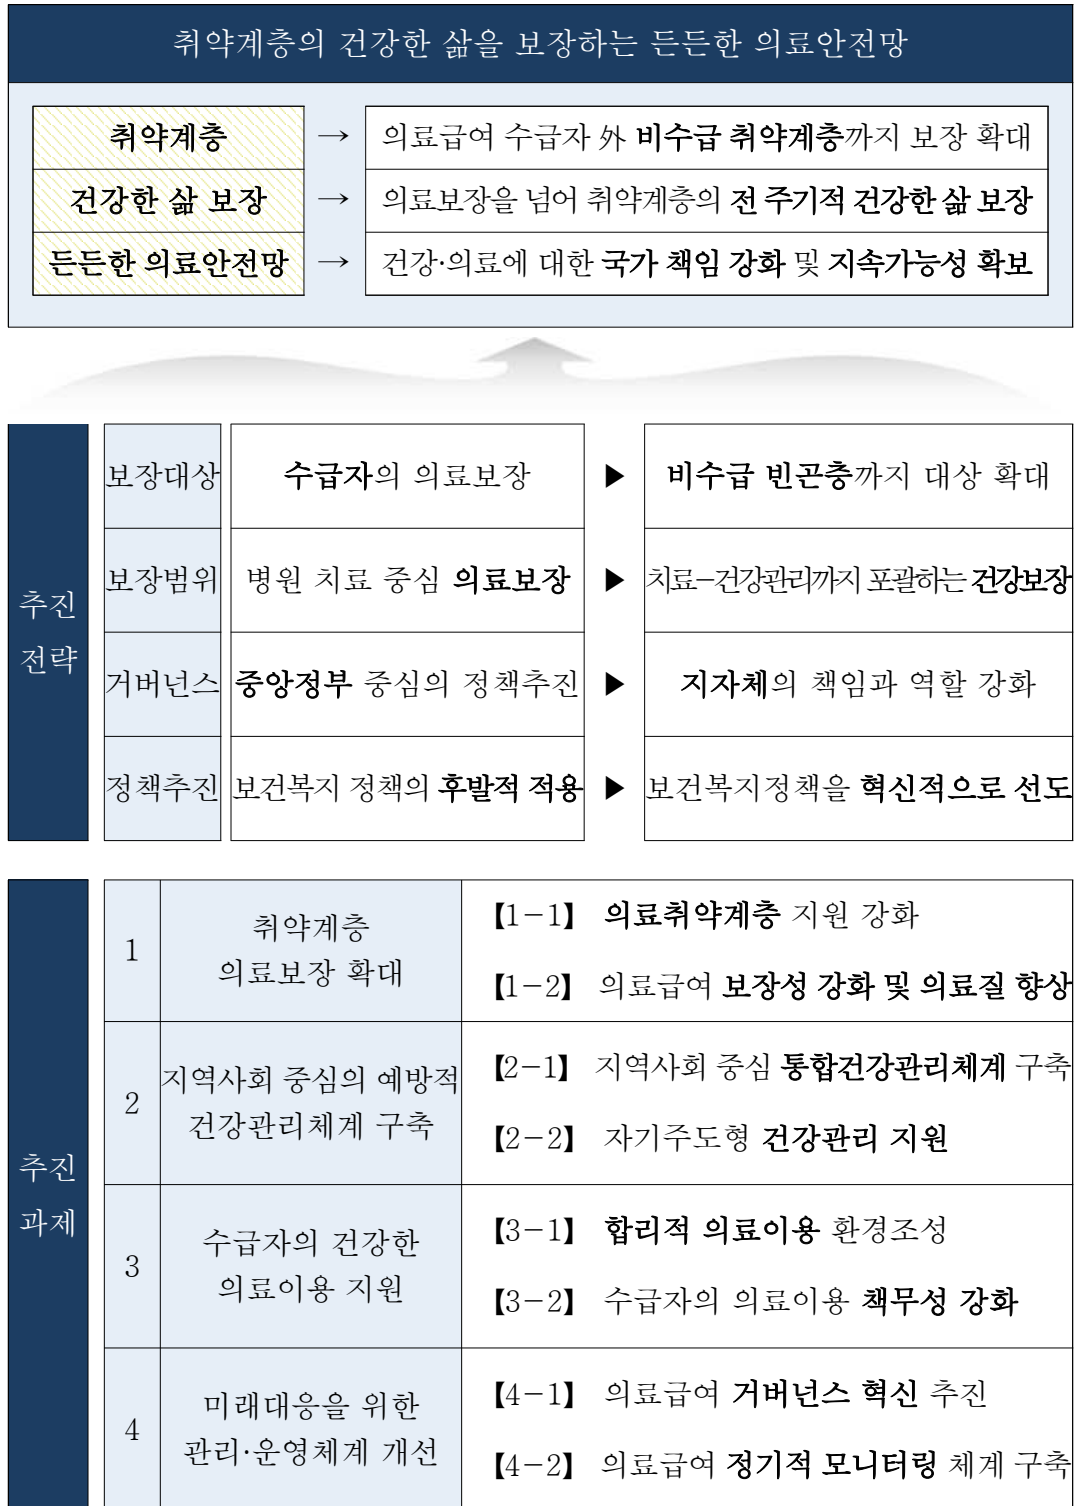 취약계층의 건강한 삶을 보장하는 든든한 의료안전망
취약계층 → 의료급여 수급자 外 비수급 취약계층까지 보장 확대
건강한 삶 보장 → 의료보장을 넘어 취약계층의 전 주기적 건강한 삶 보장
든든한 의료안전망 → 건강·의료에 대한 국가 책임 강화 및 지속가능성 확보
추진
전략
보장대상 수급자의 의료보장 ▶ 비수급 빈곤층까지 대상 확대
보장범위 병원 치료 중심 의료보장 ▶ 치료-건강관리까지 포괄하는 건강보장
거버넌스 중앙정부 중심의 정책추진 ▶ 지자체의 책임과 역할 강화
정책추진 보건복지 정책의 후발적 적용 ▶ 보건복지정책을 혁신적으로 선도
추진
과제
1
취약계층
의료보장 확대
【1-1】 의료취약계층 지원 강화
【1-2】 의료급여 보장성 강화 및 의료질 향상
2
지역사회 중심의 예방적
건강관리체계 구축
【2-1】 지역사회 중심 통합건강관리체계 구축
【2-2】 자기주도형 건강관리 지원
3
수급자의 건강한
의료이용 지원
【3-1】 합리적 의료이용 환경조성
【3-2】 수급자의 의료이용 책무성 강화
4
미래대응을 위한
관리·운영체계 개선
【4-1】 의료급여 거버넌스 혁신 추진
【4-2】 의료급여 정기적 모니터링 체계 구축